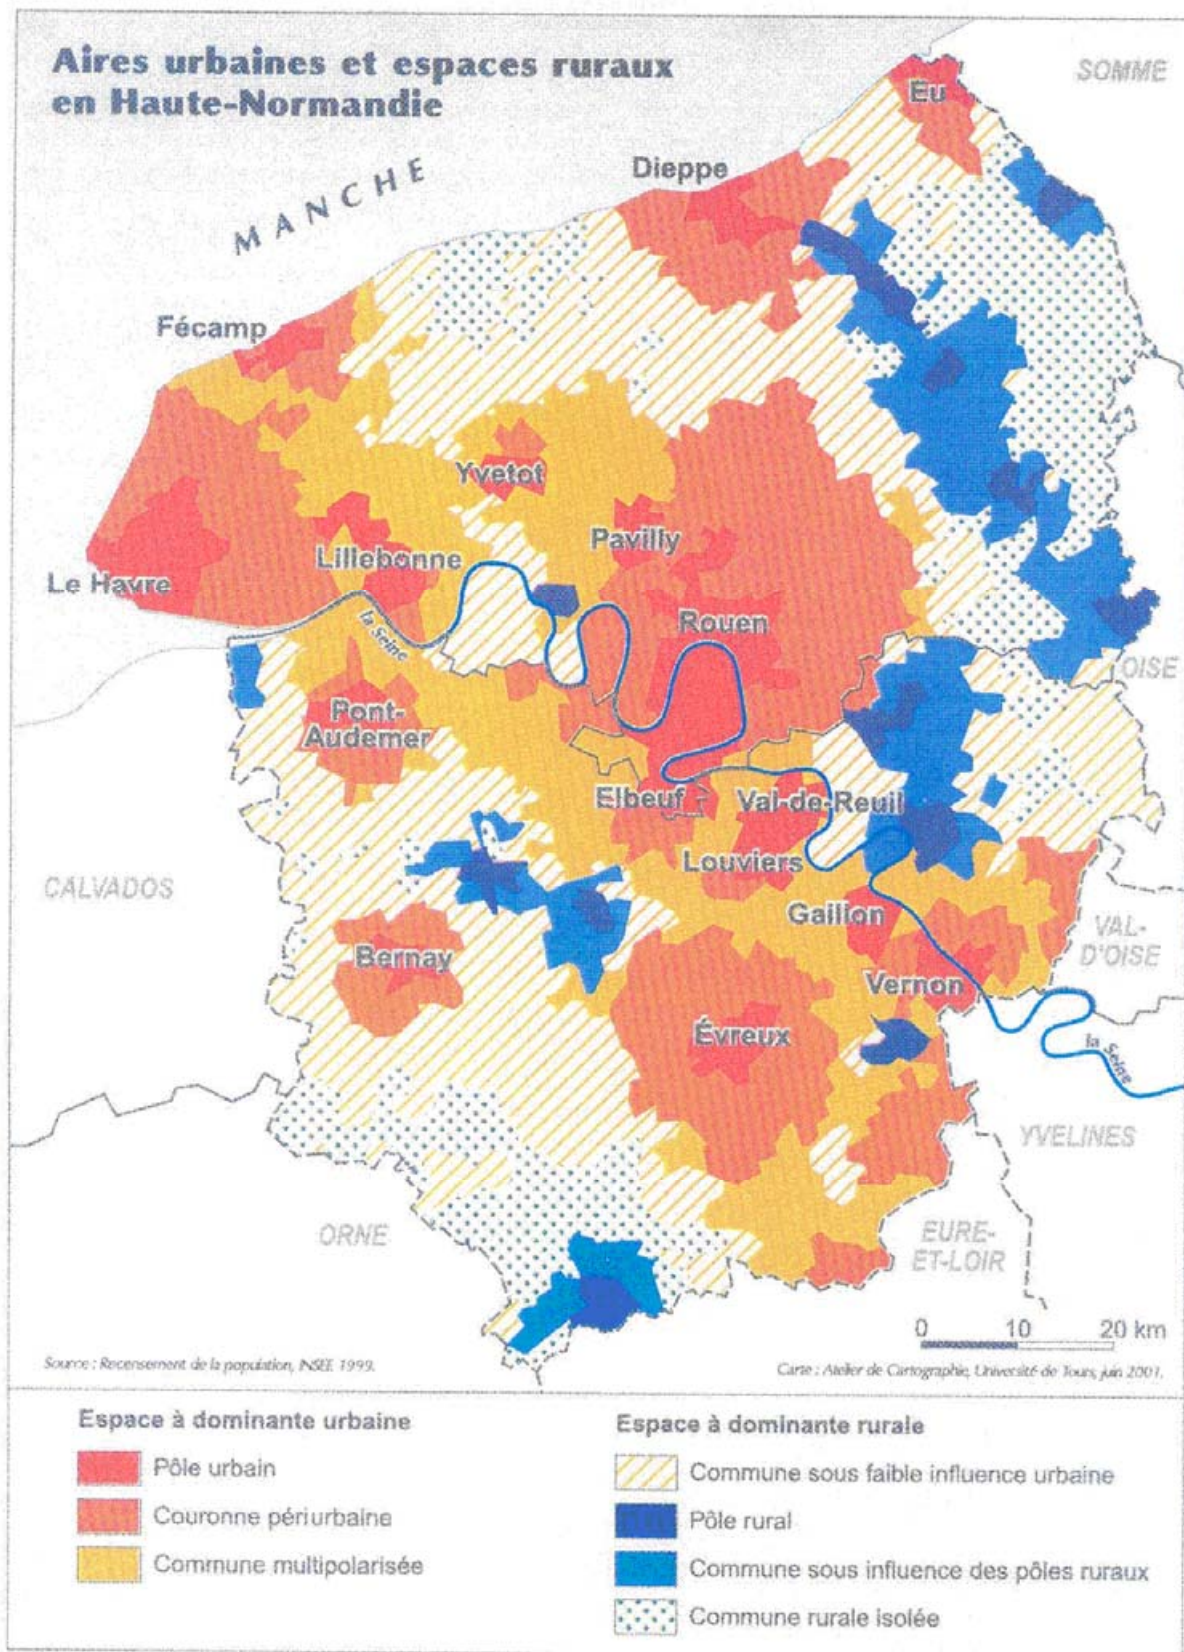 Aires urbaines et espaces ruraux
en Haute-Normandie
SOMME
Eu
Dieppe
MANCHE
Fécamp
Yvetot
Pavilly
Lillebonne
Le Havre
la Seine
Rouen
OISE
Pont-
Audemer
Elbeuf
Val-de-Reuil
Louviers
CALVADOS
Gaillon
VAL-
D'OISE
Bernay
Vernon
Évreux
la Seine
YVELINES
ORNE
EURE-
ET-LOIR
0 10 20 km
Source : Recensement de la population, INSEE 1999.
Carte : Atelier de Cartographie, Université de Tours, juin 2001.
Espace à dominante urbaine
Pôle urbain
Couronne périurbaine
Commune multipolarisée
Espace à dominante rurale
Commune sous faible influence urbaine
Pôle rural
Commune sous influence des pôles ruraux
Commune rurale isolée